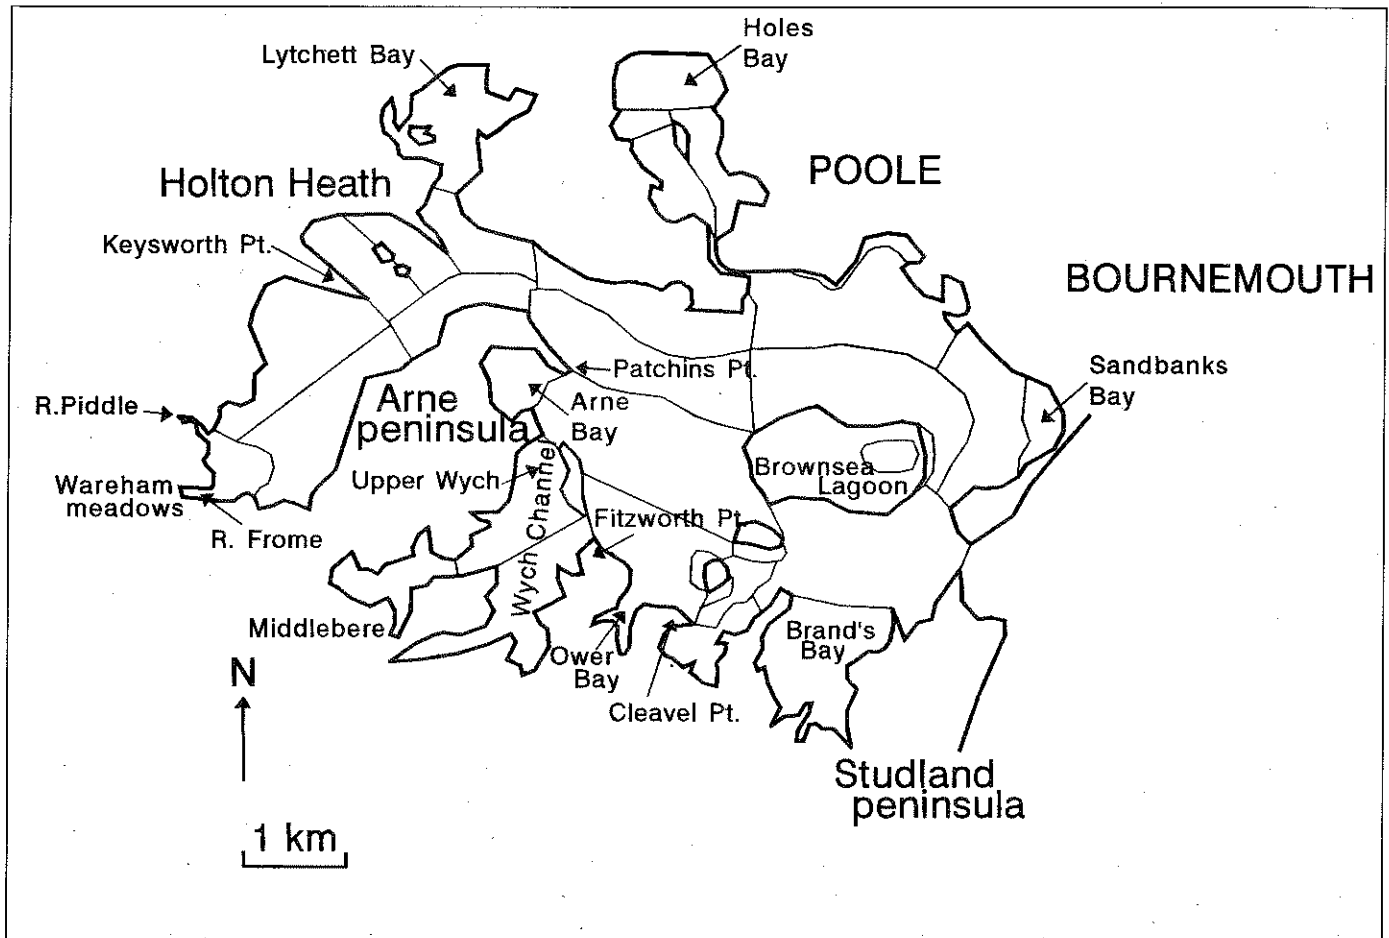 Holes
Bay
Lytchett Bay
POOLE
Holton Heath
Keysworth Pt.
BOURNEMOUTH
Sandbanks
Bay
Patchins Pt.
R.Piddle
Arne
peninsula
Arne
Bay
Upper Wych
Wych Channel
Brownsea
Lagoon
Wareham
meadows
R. Frome
Fitzworth Pt.
Middlebere
Ower
Bay
Brand's
Bay
Cleavel Pt.
N
Studland
peninsula
1 km